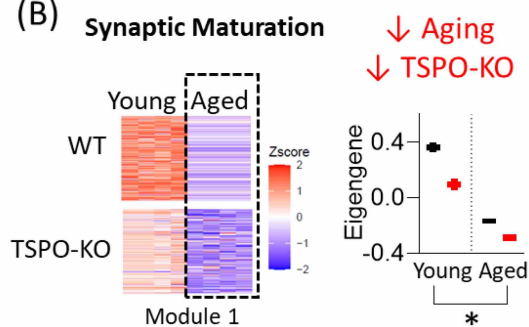 (B)
Synaptic Maturation
↓ Aging
↓ TSPO-KO
Young Aged
WT
TSPO-KO
Zscore
2
1
0
−1
−2
Module 1
Eigengene
0.4
0.0
-0.4
Young Aged
*